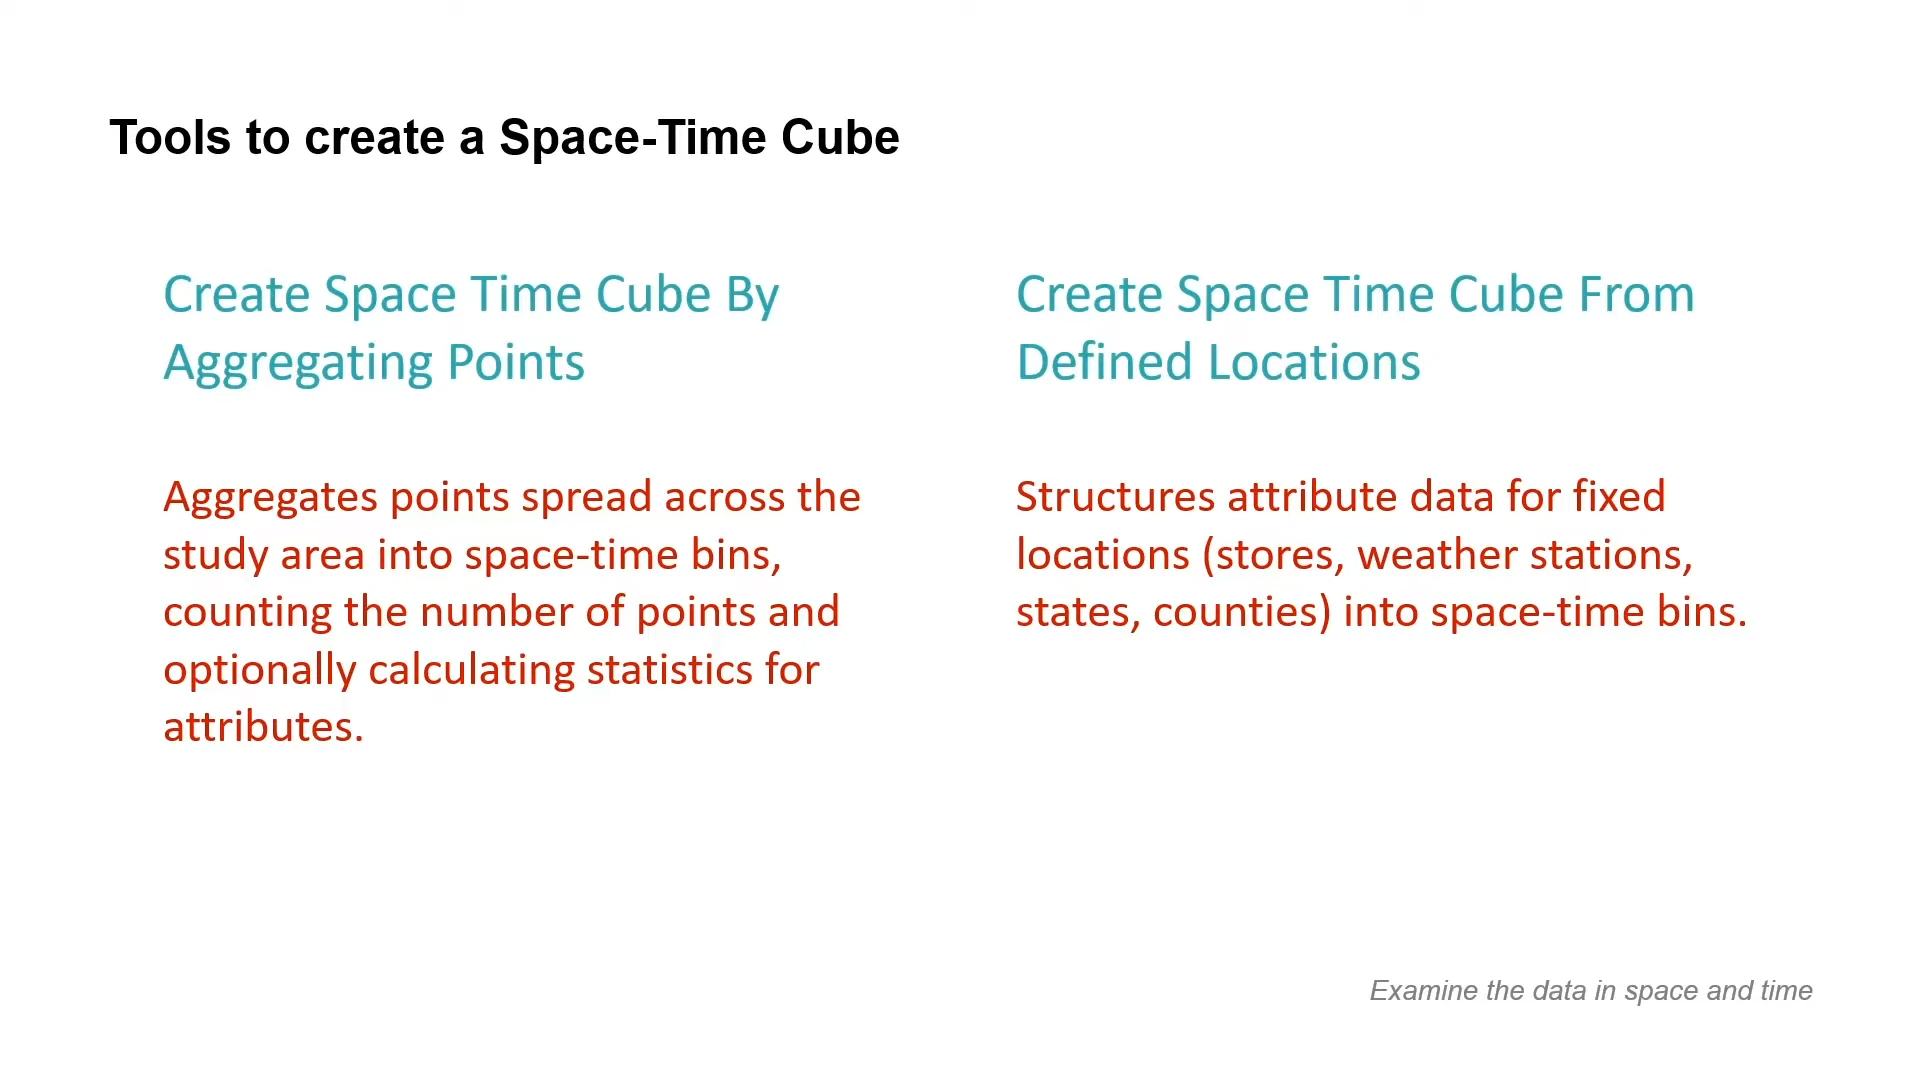 Tools to create a Space-Time Cube
Create Space Time Cube By
Aggregating Points
Aggregates points spread across the
study area into space-time bins,
counting the number of points and
optionally calculating statistics for
attributes.
Create Space Time Cube From
Defined Locations
Structures attribute data for fixed
locations (stores, weather stations,
states, counties) into space-time bins.
Examine the data in space and time